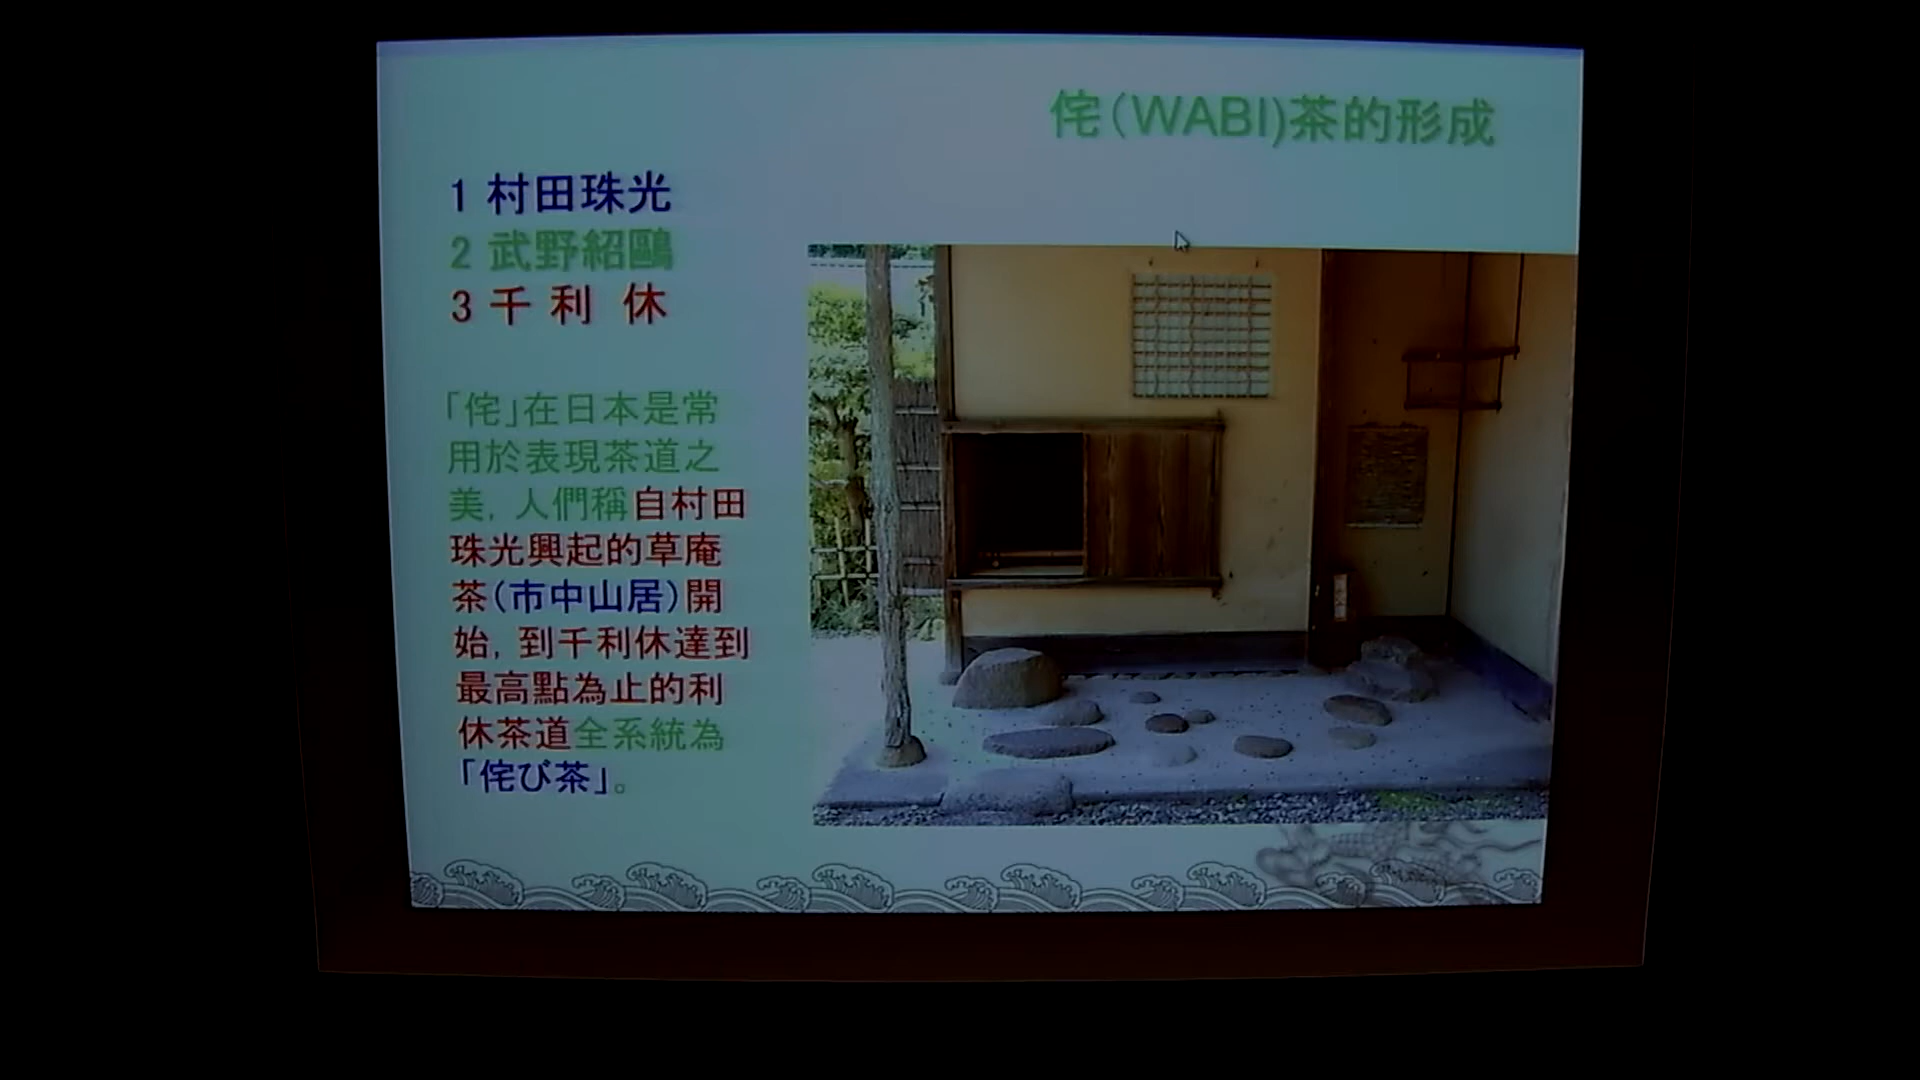 侘（WABI)茶的形成
1 村田珠光
2 武野紹鷗
3 千利 休
「侘」在日本是常
用於表現茶道之
美, 人們稱自村田
珠光興起的草庵
茶(市中山居)開
始, 到千利休達到
最高點為止的利
休茶道全系統為
「侘び茶」。